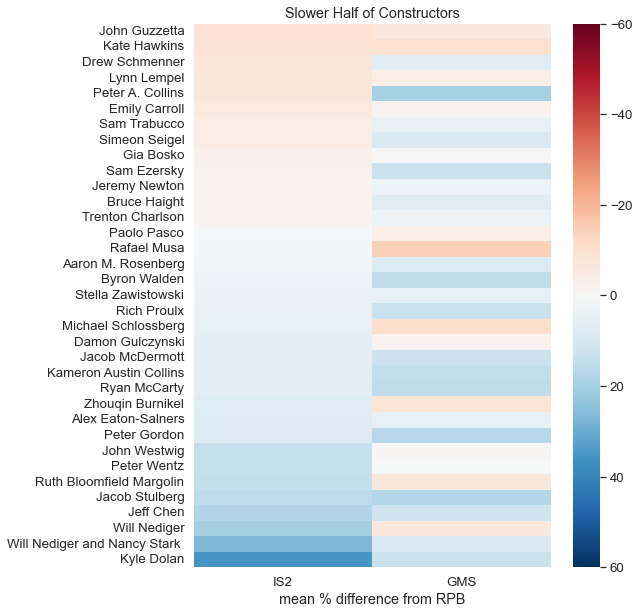 Slower Half of Constructors
John Guzzetta
Kate Hawkins
Drew Schmenner
Lynn Lempel
Peter A. Collins
Emily Carroll
Sam Trabucco
Simeon Seigel
Gia Bosko
Sam Ezersky
Jeremy Newton
Bruce Haight
Trenton Charlson
Paolo Pasco
Rafael Musa
Aaron M. Rosenberg
Byron Walden
Stella Zawistowski
Rich Proulx
Michael Schlossberg
Damon Gulczynski
Jacob McDermott
Kameron Austin Collins
Ryan McCarty
Zhouqin Burnikel
Alex Eaton-Salners
Peter Gordon
John Westwig
Peter Wentz
Ruth Bloomfield Margolin
Jacob Stulberg
Jeff Chen
Will Nediger
Will Nediger and Nancy Stark
Kyle Dolan
IS2 GMS
mean % difference from RPB
−60
−40
−20
0
20
40
60